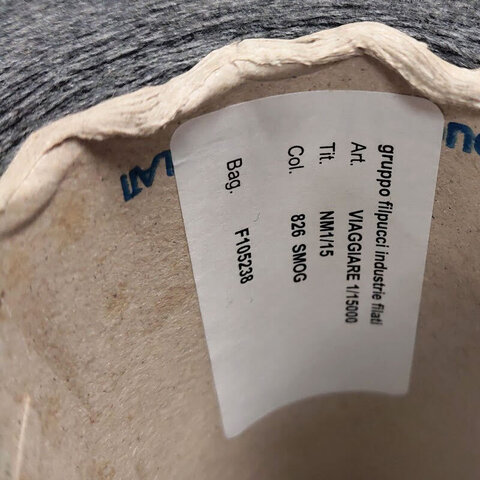 gruppo filpucci industrie filati
Art. VIAGGIARE 1/15000
Tit. NM1/15
Col. 826 SMOG
Bag. F105238